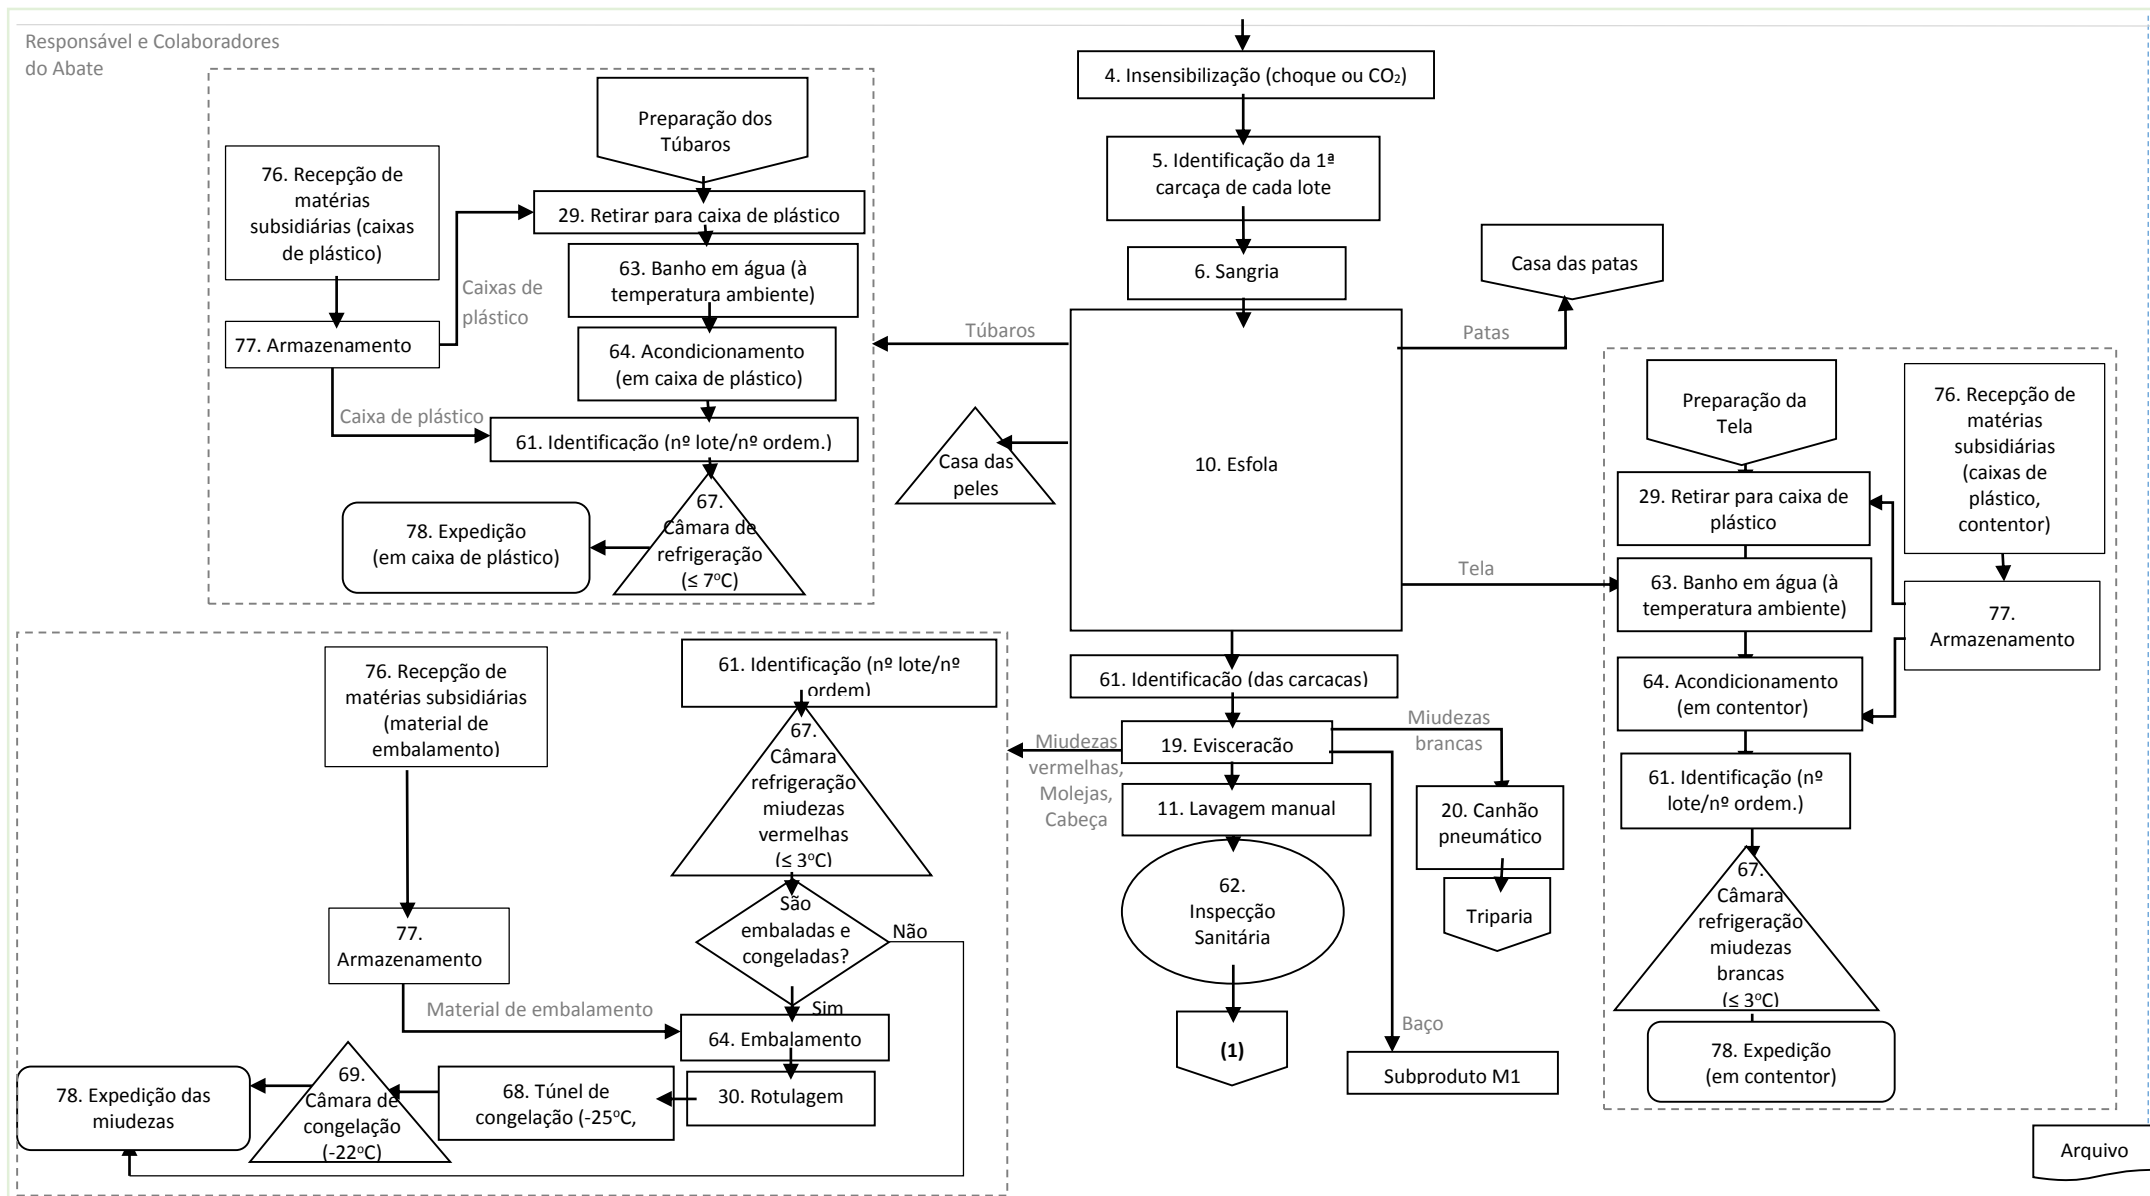 Responsável e Colaboradores
do Abate
4. Insensibilização (choque ou CO₂)
5. Identificação da 1ª
carcaça de cada lote
6. Sangria
Preparação dos
Túbaros
76. Recepção de
matérias
subsidiárias (caixas
de plástico)
77. Armazenamento
Caixas de
plástico
Caixa de plástico
29. Retirar para caixa de plástico
63. Banho em água (à
temperatura ambiente)
64. Acondicionamento
(em caixa de plástico)
61. Identificação (nº lote/nº ordem.)
67.
Câmara de
refrigeração
(≤ 7ºC)
78. Expedição
(em caixa de plástico)
Túbaros
Casa das
peles
10. Esfola
Patas
Casa das patas
Tela
Preparação da
Tela
76. Recepção de
matérias
subsidiárias
(caixas de
plástico,
contentor)
29. Retirar para caixa de
plástico
63. Banho em água (à
temperatura ambiente)
77.
Armazenamento
64. Acondicionamento
(em contentor)
61. Identificação (nº
lote/nº ordem.)
67.
Câmara
refrigeração
miudezas
brancas
(≤ 3ºC)
78. Expedição
(em contentor)
61. Identificação (das carcaças)
19. Evisceração
Miudezas
brancas
Miudezas
vermelhas,
Molejas,
Cabeça
11. Lavagem manual
20. Canhão
pneumático
Triparia
62.
Inspecção
Sanitária
(1)
Baço
Subproduto M1
76. Recepção de
matérias subsidiárias
(material de
embalamento)
77.
Armazenamento
Material de embalamento
61. Identificação (nº lote/nº
ordem)
67.
Câmara
refrigeração
miudezas
vermelhas
(≤ 3ºC)
São
embaladas e
congeladas?
Não
Sim
64. Embalamento
30. Rotulagem
68. Túnel de
congelação (-25ºC,
69.
Câmara de
congelação
(-22ºC)
78. Expedição das
miudezas
Arquivo